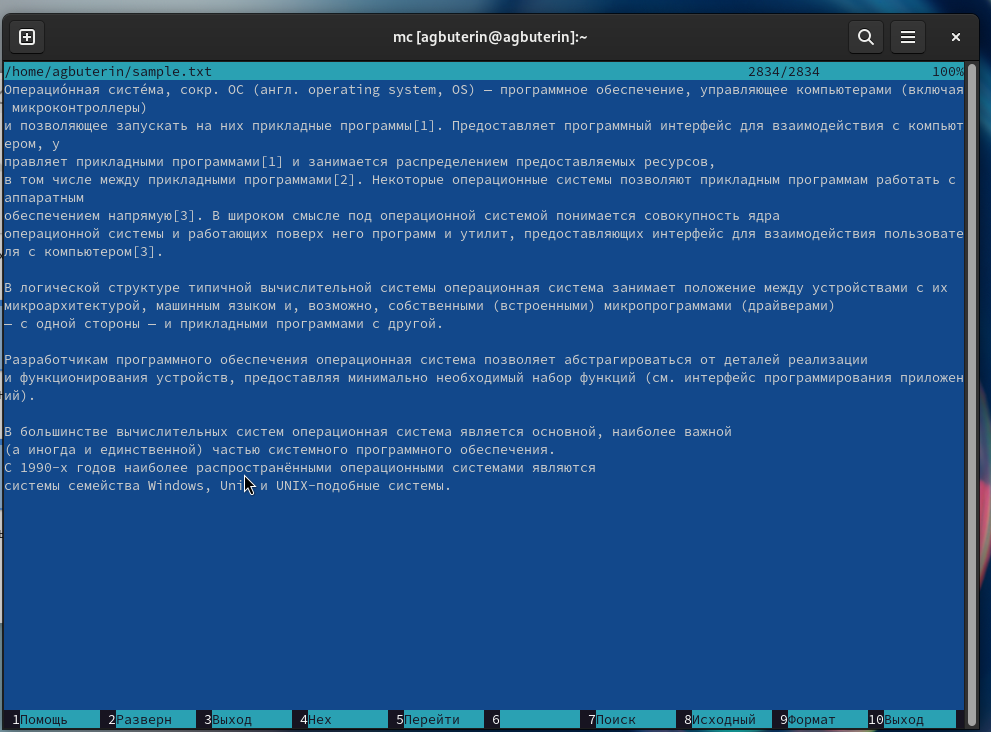 mc [agbuterin@agbuterin]:~
/home/agbuterin/sample.txt 2834/2834 100%
Операцио́нная систе́ма, сокр. ОС (англ. operating system, OS) — программное обеспечение, управляющее компьютерами (включая
микроконтроллеры)
и позволяющее запускать на них прикладные программы[1]. Предоставляет программный интерфейс для взаимодействия с компьют
ером, у
правляет прикладными программами[1] и занимается распределением предоставляемых ресурсов,
в том числе между прикладными программами[2]. Некоторые операционные системы позволяют прикладным программам работать с
аппаратным
обеспечением напрямую[3]. В широком смысле под операционной системой понимается совокупность ядра
операционной системы и работающих поверх него программ и утилит, предоставляющих интерфейс для взаимодействия пользовате
ля с компьютером[3].
В логической структуре типичной вычислительной системы операционная система занимает положение между устройствами с их
микроархитектурой, машинным языком и, возможно, собственными (встроенными) микропрограммами (драйверами)
— с одной стороны — и прикладными программами с другой.
Разработчикам программного обеспечения операционная система позволяет абстрагироваться от деталей реализации
и функционирования устройств, предоставляя минимально необходимый набор функций (см. интерфейс программирования приложен
ий).
В большинстве вычислительных систем операционная система является основной, наиболее важной
(а иногда и единственной) частью системного программного обеспечения.
С 1990-х годов наиболее распространёнными операционными системами являются
системы семейства Windows, Unix и UNIX-подобные системы.
1Помощь 2Разверн 3Выход 4Hex 5Перейти 6 7Поиск 8Исходный 9Формат 10Выход